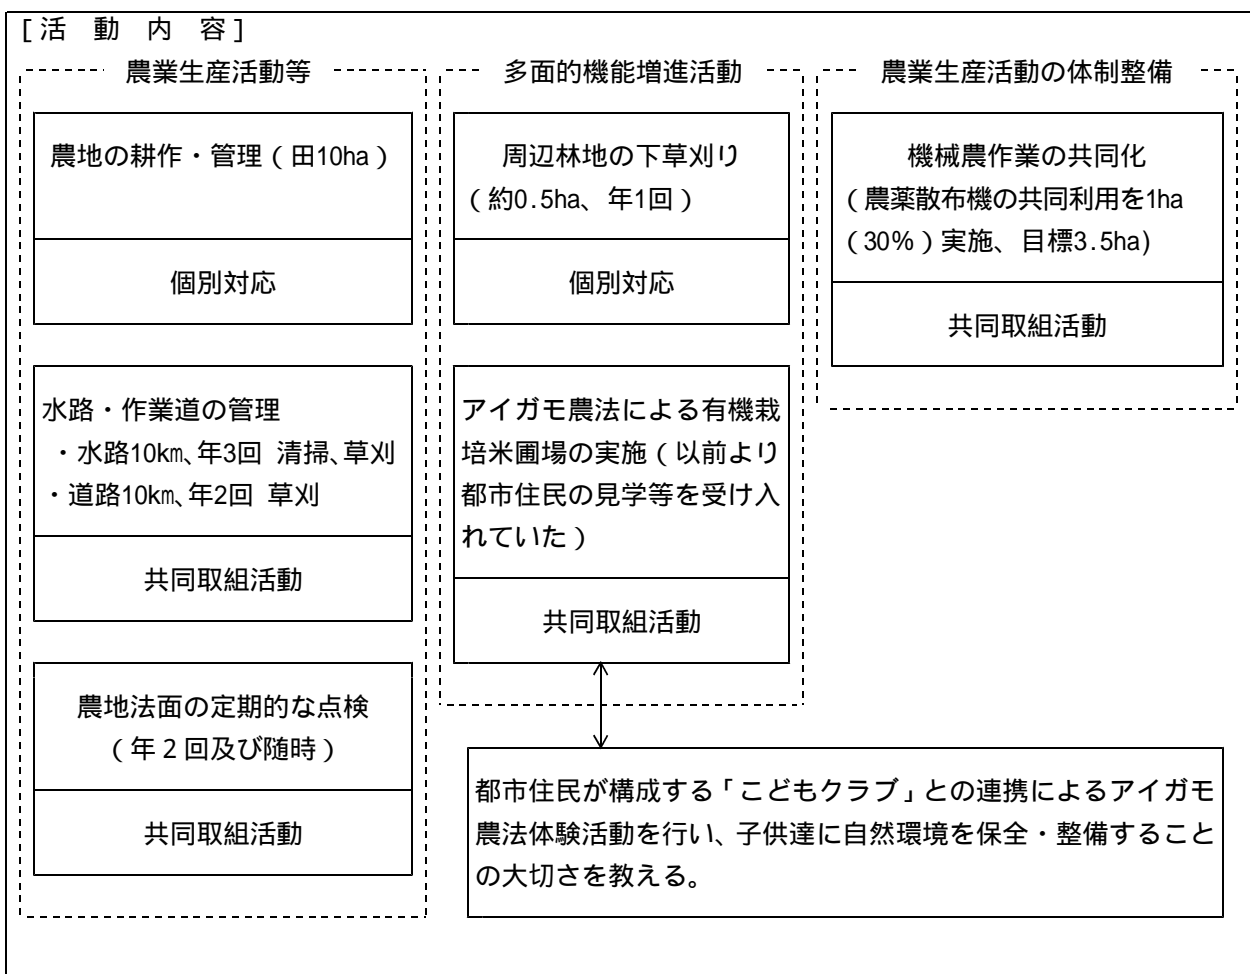 [活 動 内 容]
農業生産活動等
農地の耕作・管理（田10ha）
個別対応
水路・作業道の管理
・水路10㎞、年3回 清掃、草刈
・道路10㎞、年2回 草刈
共同取組活動
農地法面の定期的な点検
（年２回及び随時）
共同取組活動
多面的機能増進活動
周辺林地の下草刈り
（約0.5ha、年1回）
個別対応
アイガモ農法による有機栽
培米圃場の実施（以前より
都市住民の見学等を受け入
れていた）
共同取組活動
都市住民が構成する「こどもクラブ」との連携によるアイガモ
農法体験活動を行い、子供達に自然環境を保全・整備すること
の大切さを教える。
農業生産活動の体制整備
機械農作業の共同化
（農薬散布機の共同利用を1ha
（30％）実施、目標3.5ha)
共同取組活動